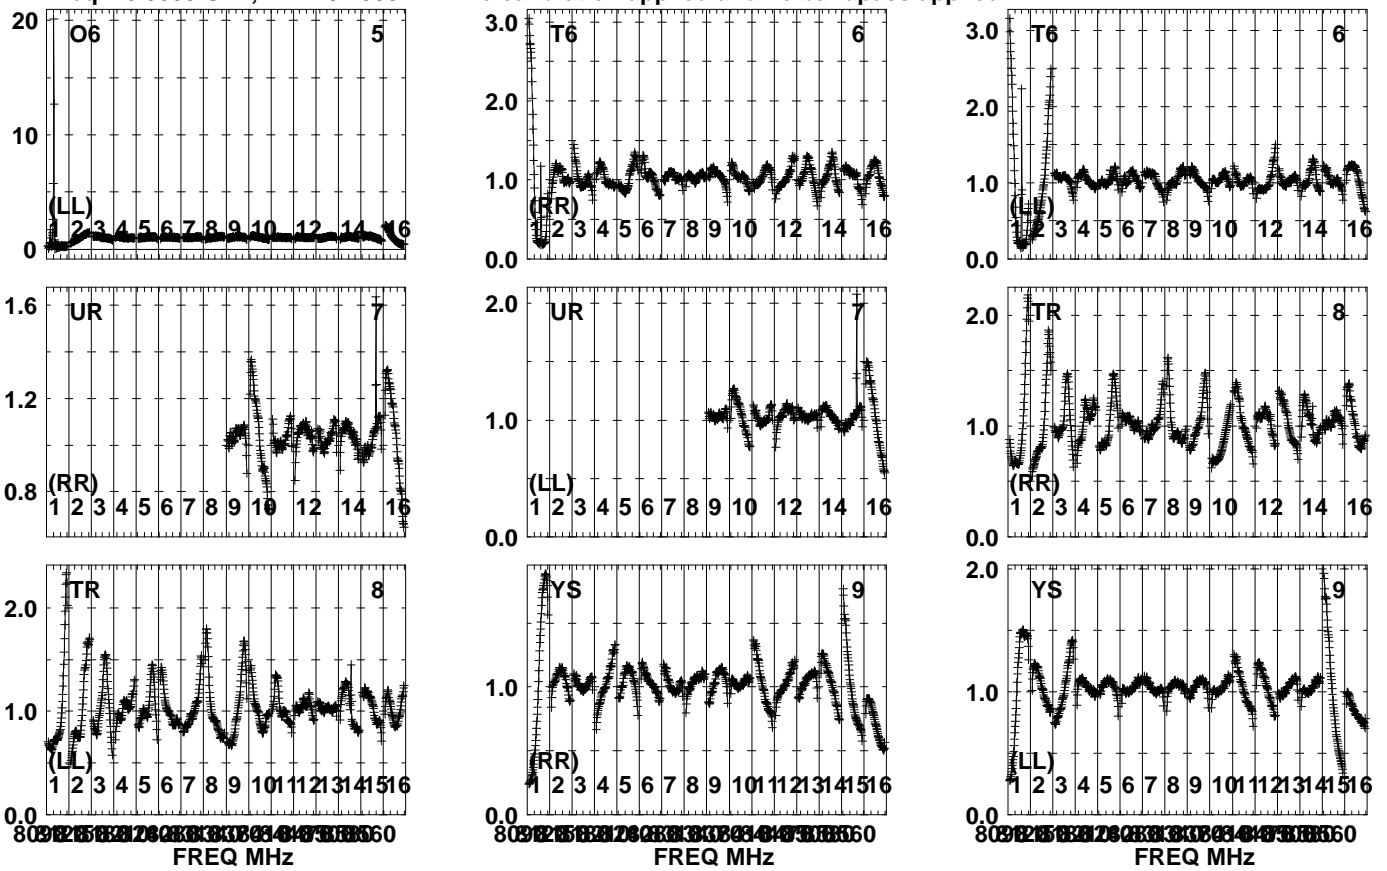 20 O6 5
10
(LL)
0 1 2 3 4 5 6 7 8 9 10 12 14 16
3.0 T6 6
2.0
1.0
(RR)
1 2 3 4 5 6 7 8 9 10 12 14 16
0.0
3.0 T6 6
2.0
1.0
(LL)
1 2 3 4 5 6 7 8 9 10 12 14 16
0.0
1.6 UR 7
1.2
0.8 (RR)
1 2 3 4 5 6 7 8 9 10 12 14 16
2.0 UR 7
1.0
(LL)
1 2 3 4 5 6 7 8 9 10 12 14 16
0.0
2.0 TR 8
1.0
(RR)
1 2 3 4 5 6 7 8 9 10 12 14 16
0.0
TR 8
2.0
1.0
(LL)
1 2 3 4 5 6 7 8 9 10 11 12 13 14 15 16
0.0
FREQ MHz
YS 9
1.0
(RR)
1 2 3 4 5 6 7 8 9 10 11 12 13 14 15 16
0.0
FREQ MHz
2.0 YS 9
1.0
(LL)
1 2 3 4 5 6 7 8 9 10 11 12 13 14 15 16
0.0
FREQ MHz